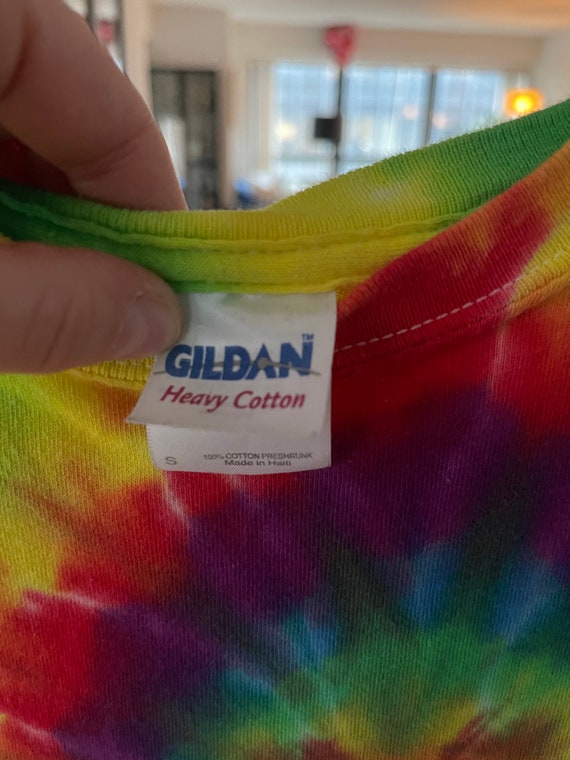 GILDAN™
Heavy Cotton
S 100% COTTON PRESHRUNK
Made in Haiti